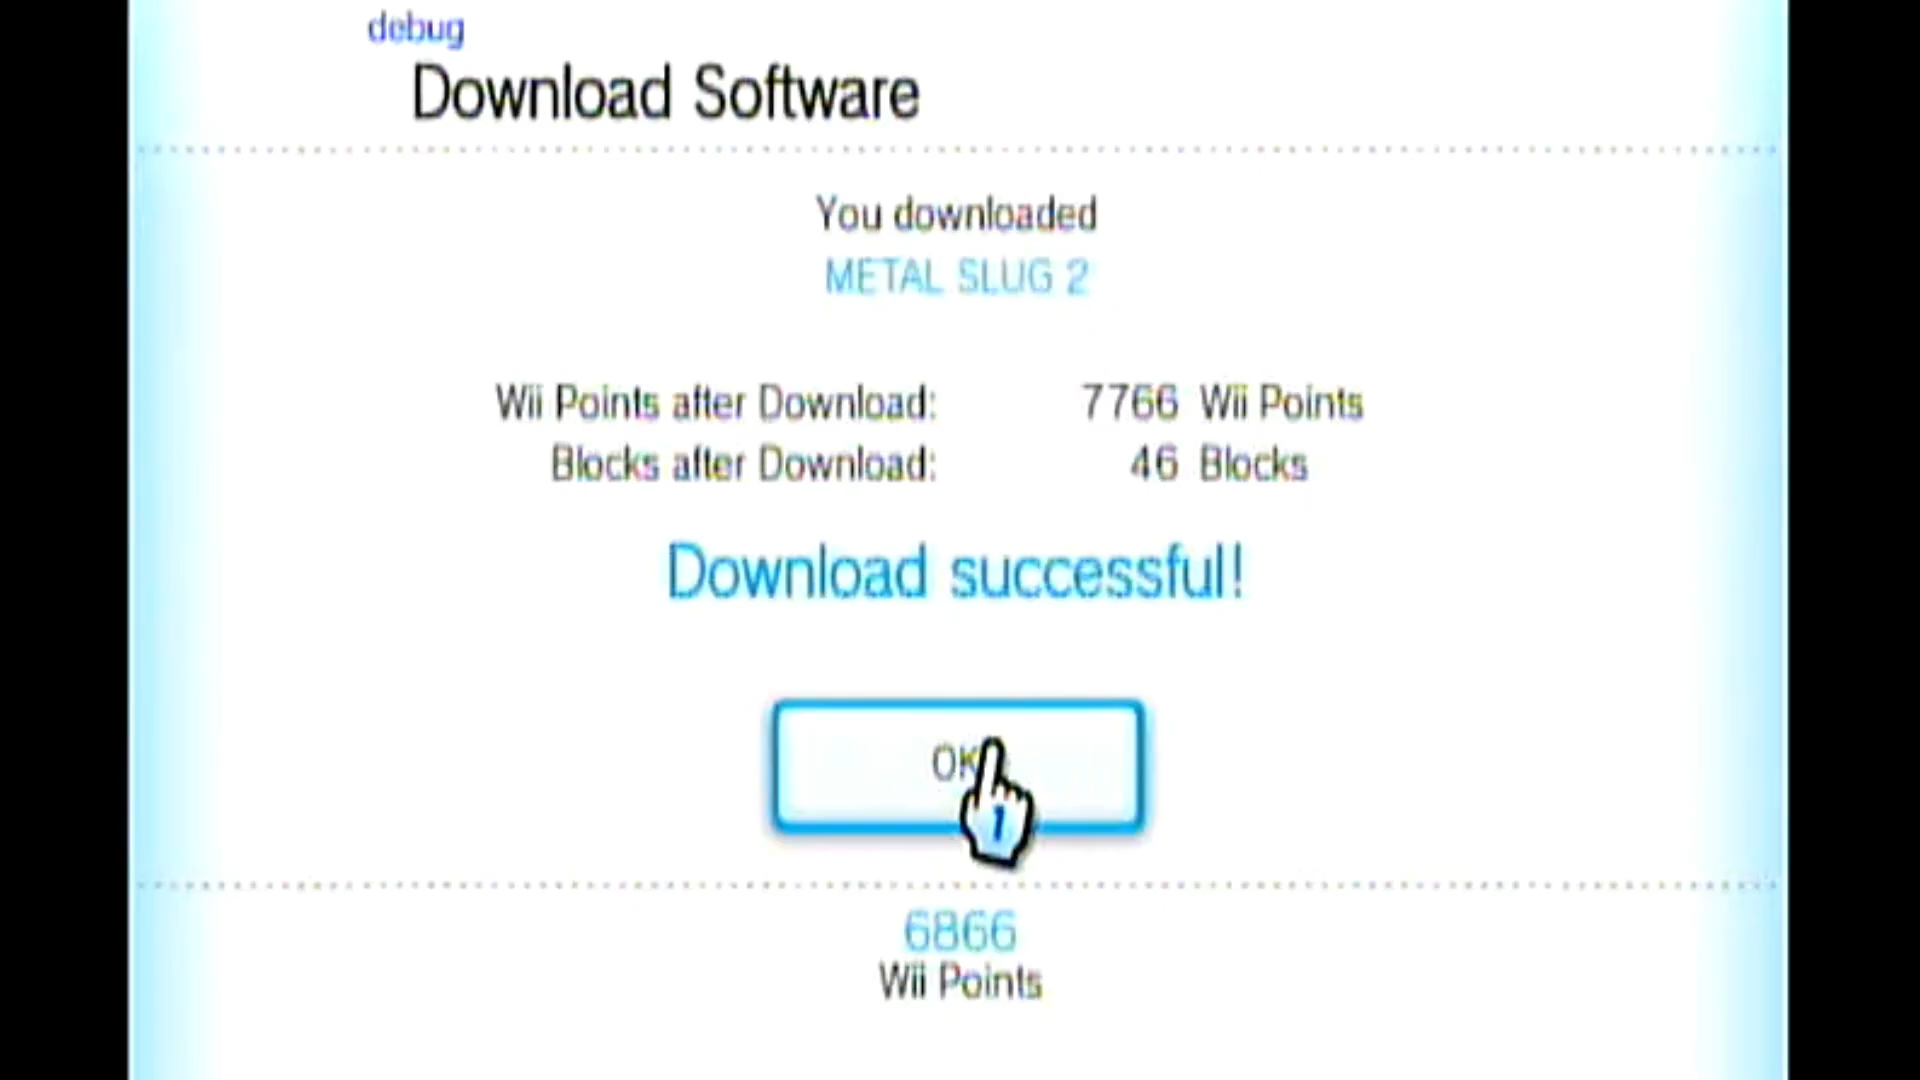 debug
Download Software
You downloaded
METAL SLUG 2
Wii Points after Download: 7766 Wii Points
Blocks after Download: 46 Blocks
Download successful!
OK
1
6866
Wii Points